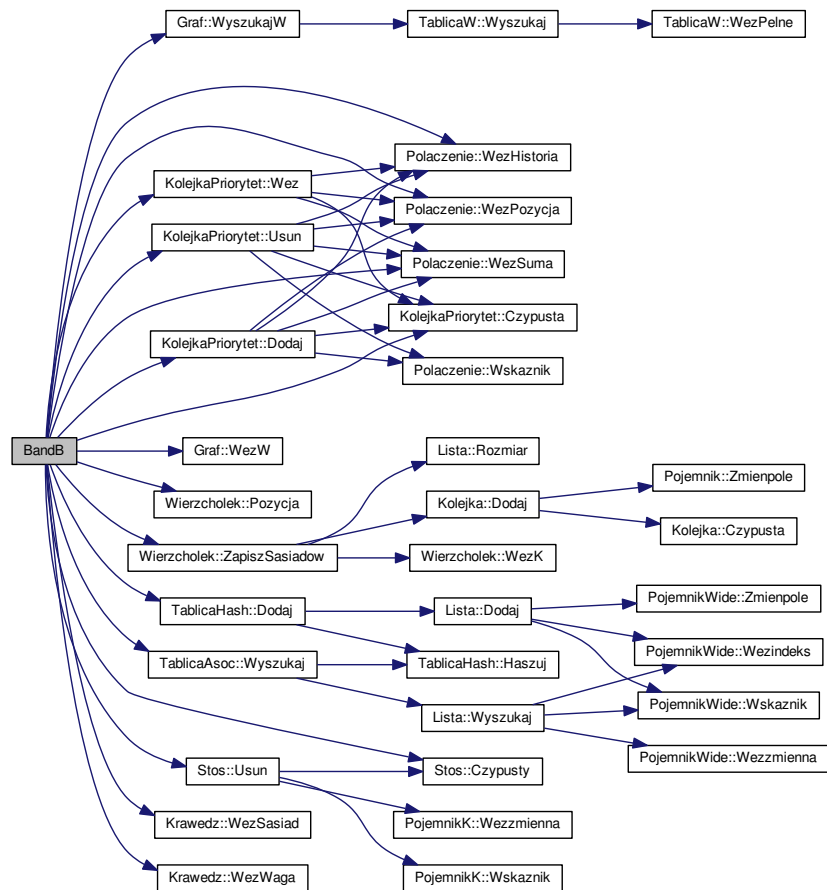 Graf::WyszukajW
TablicaW::Wyszukaj
TablicaW::WezPelne
Polaczenie::WezHistoria
KolejkaPriorytet::Wez
Polaczenie::WezPozycja
KolejkaPriorytet::Usun
Polaczenie::WezSuma
KolejkaPriorytet::Czypusta
KolejkaPriorytet::Dodaj
Polaczenie::Wskaznik
BandB
Graf::WezW
Lista::Rozmiar
Pojemnik::Zmienpole
Wierzcholek::Pozycja
Kolejka::Dodaj
Kolejka::Czypusta
Wierzcholek::ZapiszSasiadow
Wierzcholek::WezK
PojemnikWide::Zmienpole
TablicaHash::Dodaj
Lista::Dodaj
PojemnikWide::Wezindeks
TablicaAsoc::Wyszukaj
TablicaHash::Haszuj
PojemnikWide::Wskaznik
Lista::Wyszukaj
PojemnikWide::Wezzmienna
Stos::Usun
Stos::Czypusty
Krawedz::WezSasiad
PojemnikK::Wezzmienna
Krawedz::WezWaga
PojemnikK::Wskaznik